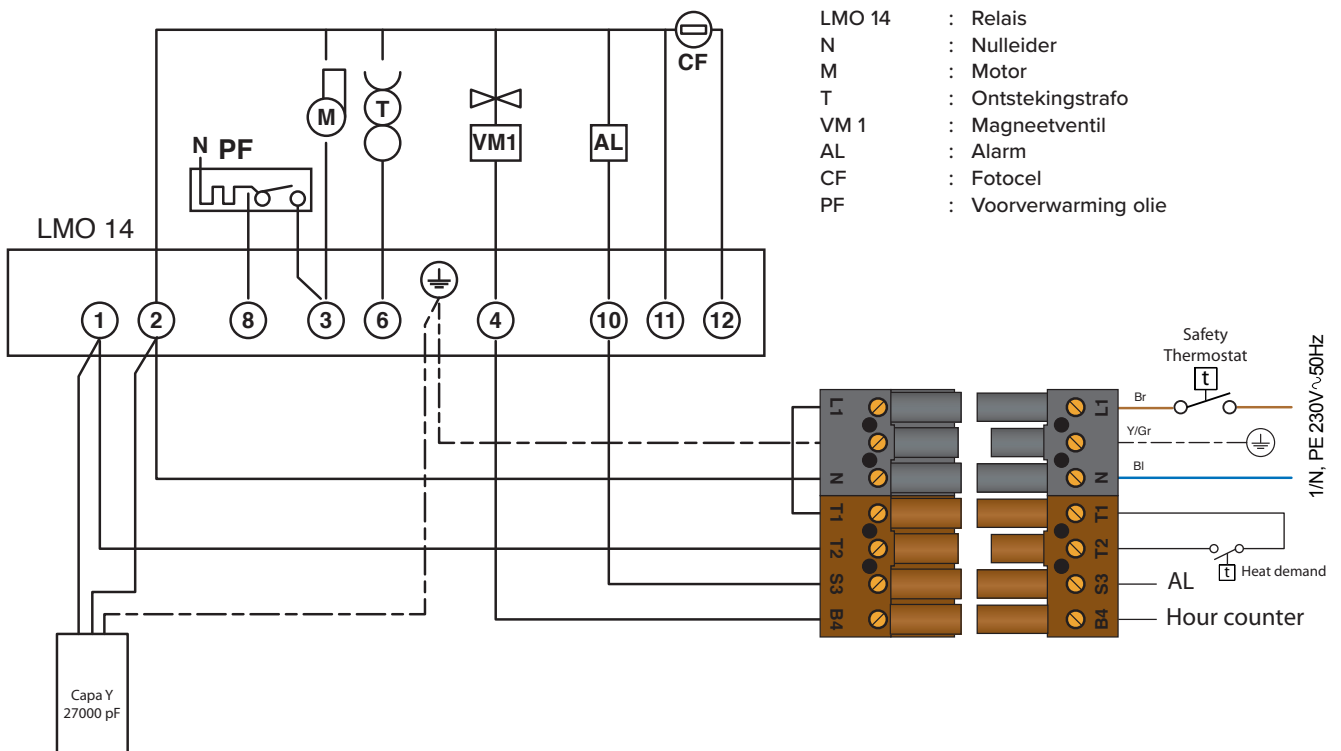 LMO 14 : Relais
N : Nulleider
M : Motor
T : Ontstekingstrafo
VM 1 : Magneetventil
AL : Alarm
CF : Fotocel
PF : Voorverwarming olie
CF
M
T
N PF
VM1
AL
LMO 14
1 2 8 3 6 4 10 11 12
Safety
Thermostat
t
L1
L1
Br
Y/Gr
N
N
Bl
1/N, PE 230V~50Hz
T1
T1
T2
T2
t Heat demand
S3
S3
AL
B4
B4
Hour counter
Capa Y
27000 pF